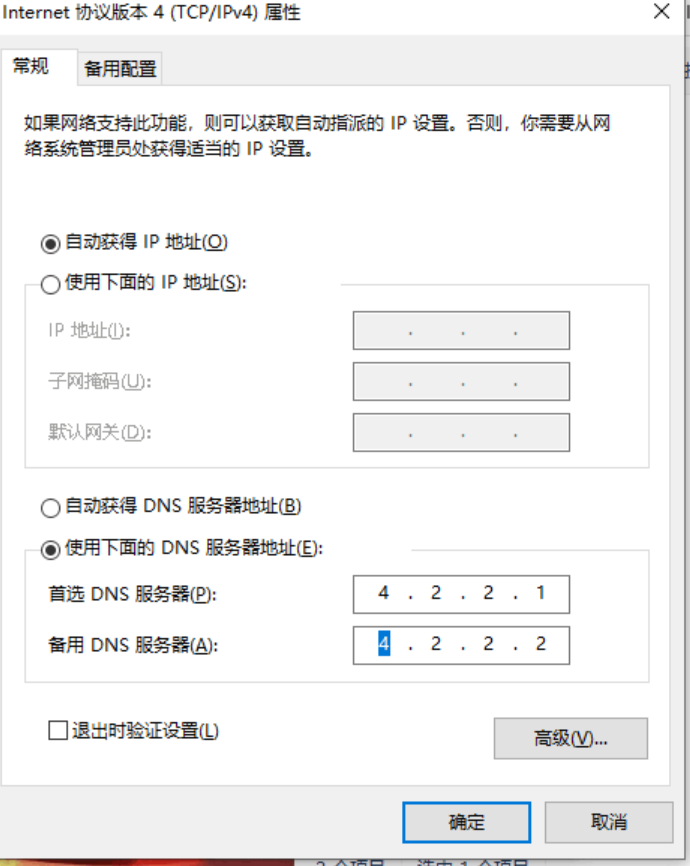 Internet 协议版本 4 (TCP/IPv4) 属性
常规
备用配置
如果网络支持此功能，则可以获取自动指派的 IP 设置。否则，你需要从网
络系统管理员处获得适当的 IP 设置。
自动获得 IP 地址(O)
使用下面的 IP 地址(S):
IP 地址(I):
. . .
子网掩码(U):
. . .
默认网关(D):
. . .
自动获得 DNS 服务器地址(B)
使用下面的 DNS 服务器地址(E):
首选 DNS 服务器(P):
4 . 2 . 2 . 1
备用 DNS 服务器(A):
4 . 2 . 2 . 2
退出时验证设置(L)
高级(V)...
确定
取消